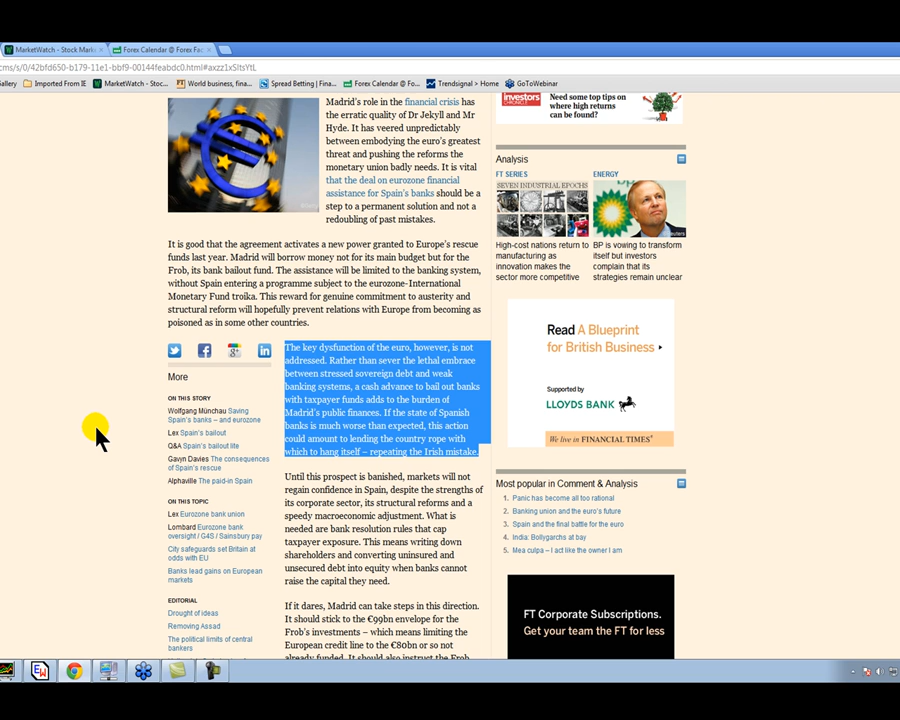 MarketWatch - Stock Marke
Forex Calendar @ Forex Fac
cms/s/0/42bfd650-b179-11e1-bbf9-00144feabdc0.html#axzz1xSltsYtL
allery
Imported From IE
MarketWatch - Stoc...
World business, fina...
Spread Betting | Finan...
Forex Calendar @ Fo...
Trendsignal > Home
GoToWebinar
Madrid's role in the financial crisis has
the erratic quality of Dr Jekyll and Mr
Hyde. It has veered unpredictably
between embodying the euro's greatest
threat and pushing the reforms the
monetary union badly needs. It is vital
that the deal on eurozone financial
assistance for Spain's banks should be a
step to a permanent solution and not a
redoubling of past mistakes.
It is good that the agreement activates a new power granted to Europe's rescue
funds last year. Madrid will borrow money not for its main budget but for the
Frob, its bank bailout fund. The assistance will be limited to the banking system,
without Spain entering a programme subject to the eurozone-International
Monetary Fund troika. This reward for genuine commitment to austerity and
structural reform will hopefully prevent relations with Europe from becoming as
poisoned as in some other countries.
More
ON THIS STORY
Wolfgang Münchau Saving
Spain's banks – and eurozone
Lex Spain's bailout
Q&A Spain's bailout lite
Gavyn Davies The consequences
of Spain's rescue
Alphaville The paid-in Spain
ON THIS TOPIC
Lex Eurozone bank union
Lombard Eurozone bank
oversight / G4S / Sainsbury pay
City safeguards set Britain at
odds with EU
Banks lead gains on European
markets
EDITORIAL
Drought of ideas
Removing Assad
The political limits of central
bankers
The key dysfunction of the euro, however, is not
addressed. Rather than sever the lethal embrace
between stressed sovereign debt and weak
banking systems, a cash advance to bail out banks
with taxpayer funds adds to the burden of
Madrid's public finances. If the state of Spanish
banks is much worse than expected, this action
could amount to lending the country rope with
which to hang itself – repeating the Irish mistake.
Until this prospect is banished, markets will not
regain confidence in Spain, despite the strengths of
its corporate sector, its structural reforms and a
speedy macroeconomic adjustment. What is
needed are bank resolution rules that cap
taxpayer exposure. This means writing down
shareholders and converting uninsured and
unsecured debt into equity when banks cannot
raise the capital they need.
If it dares, Madrid can take steps in this direction.
It should stick to the €99bn envelope for the
Frob's investments – which means limiting the
European credit line to the €80bn or so not
already funded. It should also instruct the Frob
investors
CHRONICLE
Need some top tips on
where high returns
can be found?
Analysis
FT SERIES
SEVEN INDUSTRIAL EPOCHS
High-cost nations return to
manufacturing as
innovation makes the
sector more competitive
ENERGY
bp
BP is vowing to transform
itself but investors
complain that its
strategies remain unclear
Read A Blueprint
for British Business
Supported by
LLOYDS BANK
We live in FINANCIAL TIMES
Most popular in Comment & Analysis
1. Panic has become all too rational
2. Banking union and the euro's future
3. Spain and the final battle for the euro
4. India: Bollygarchs at bay
5. Mea culpa – I act like the owner I am
FT Corporate Subscriptions.
Get your team the FT for less